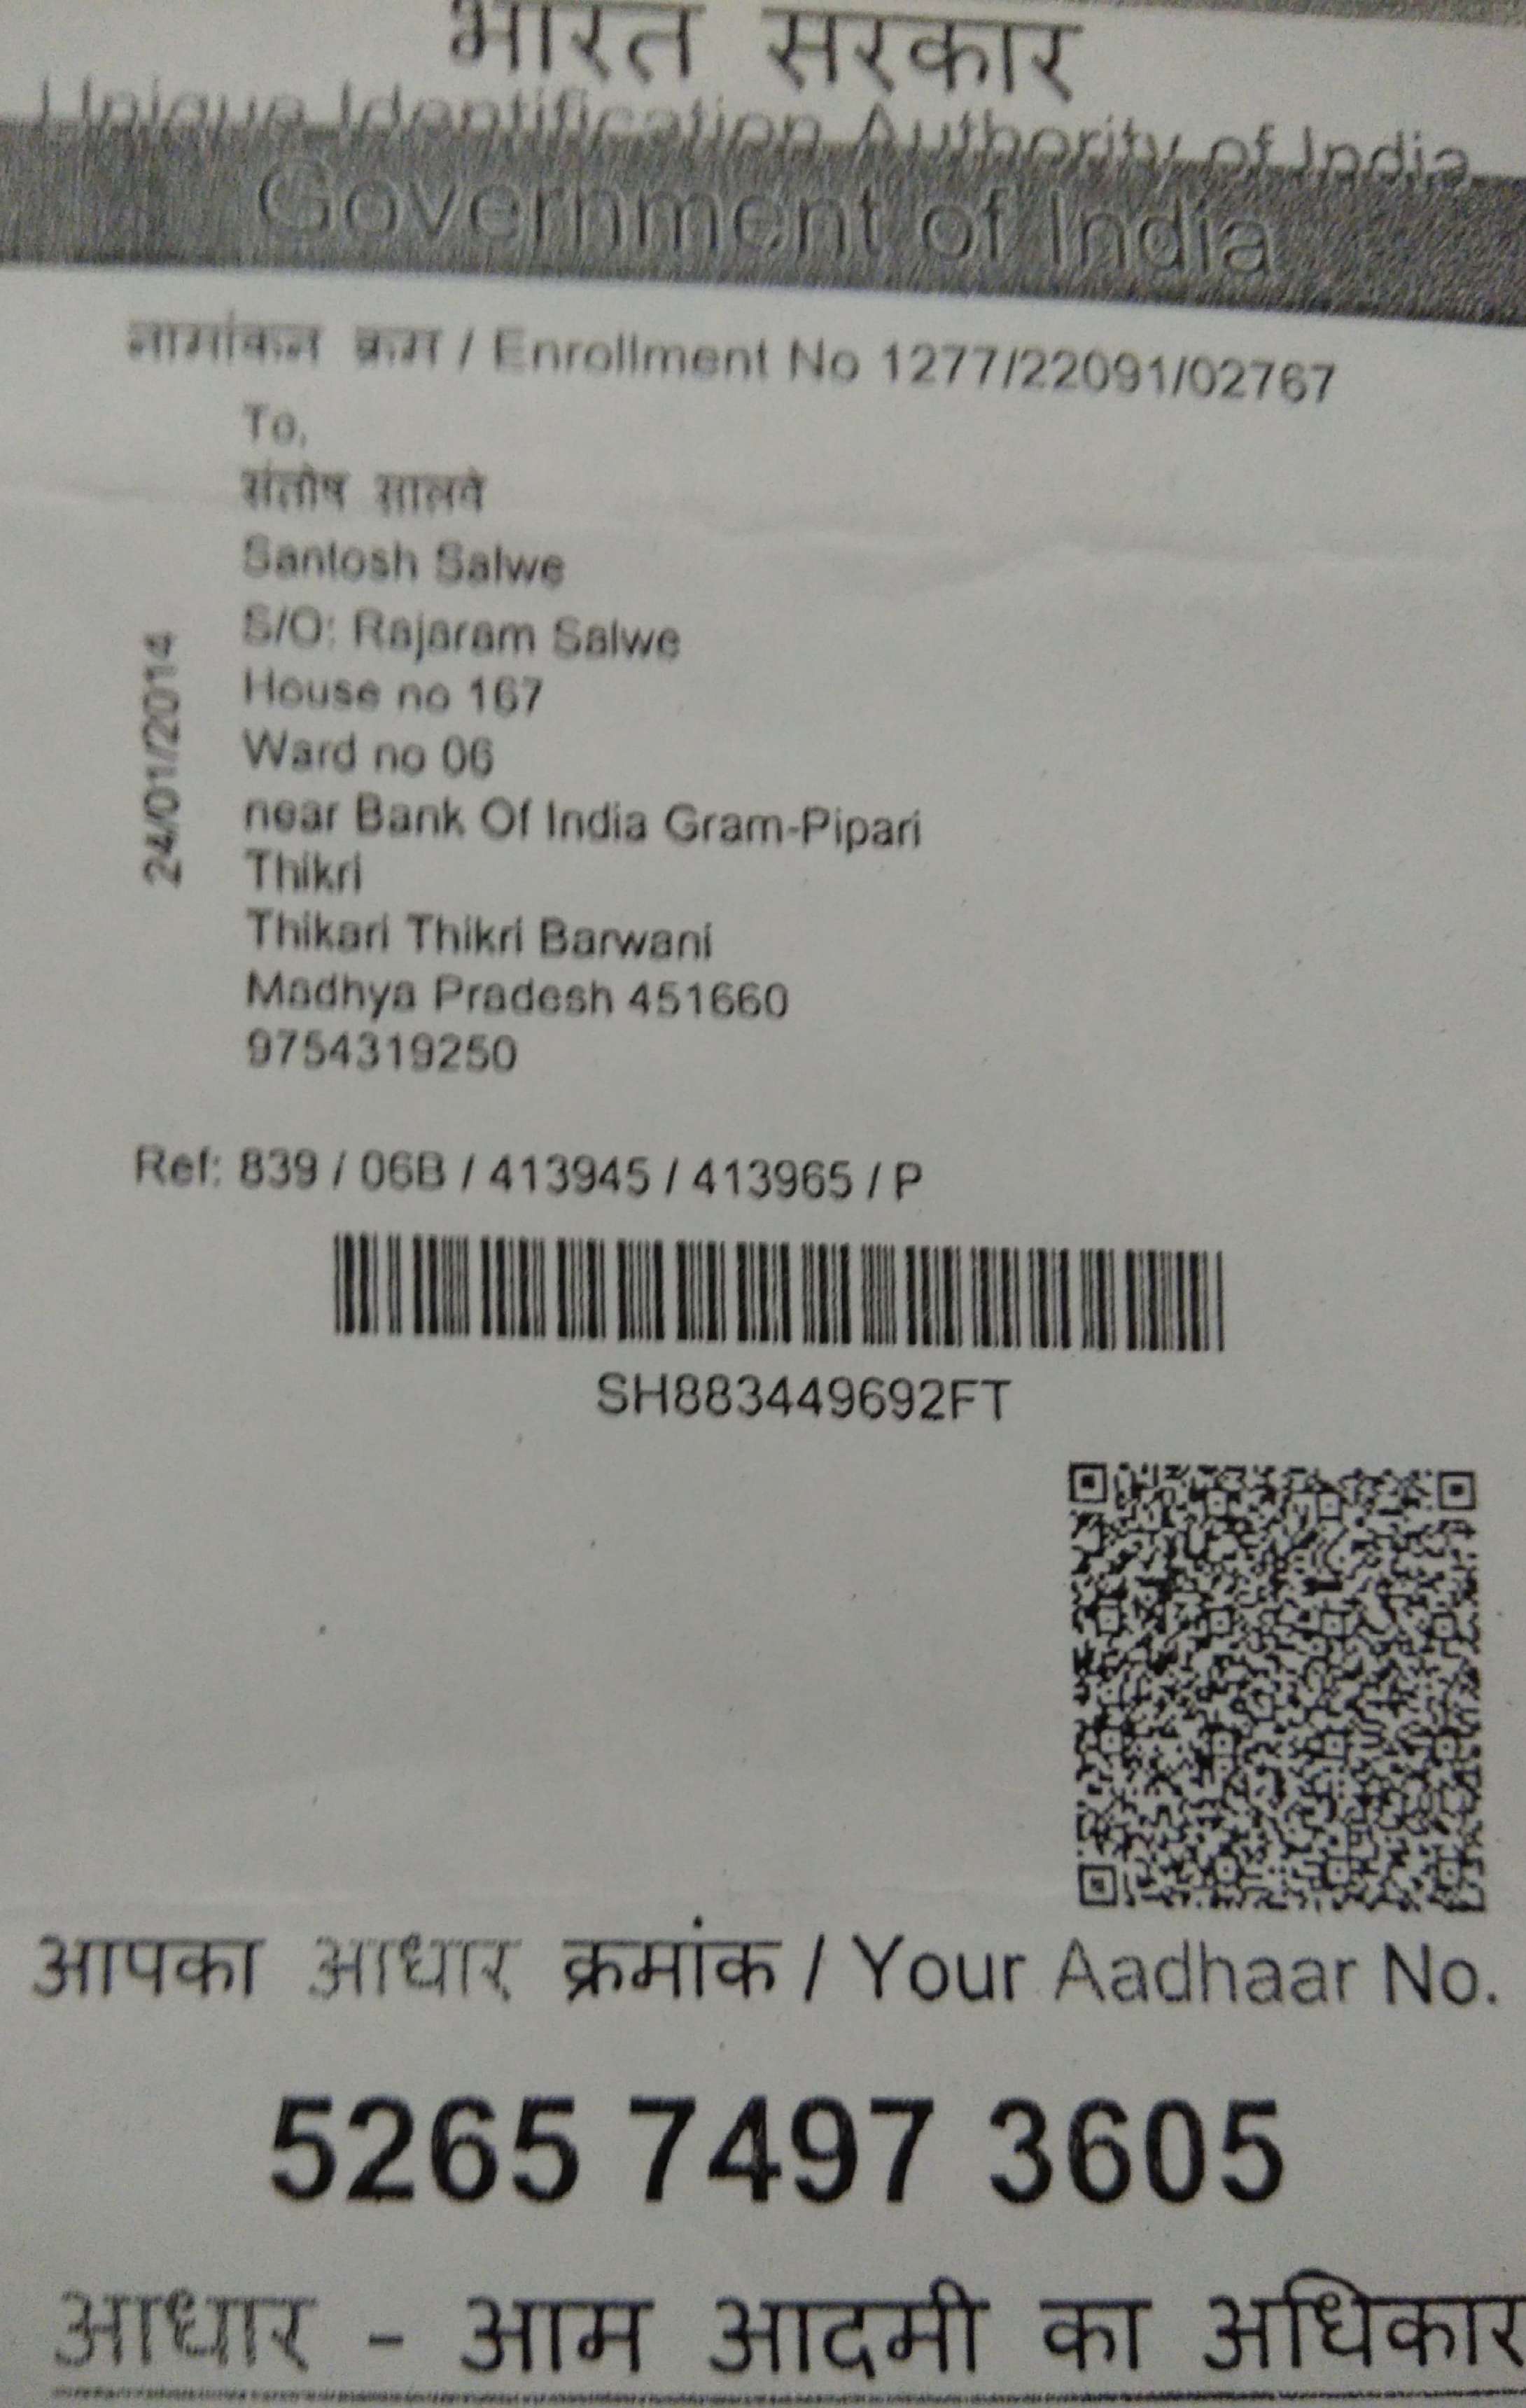 भारत सरकार
Unique Identification Authority of India
Government of India
नामांकन क्रम / Enrollment No 1277/22091/02767
To,
संतोष सालवे
Santosh Salwe
S/O: Rajaram Salwe
House no 167
Ward no 06
near Bank Of India Gram-Pipari
Thikri
Thikari Thikri Barwani
Madhya Pradesh 451660
9754319250
24/01/2014
Ref: 839 / 06B / 413945 / 413965 / P
SH883449692FT
आपका आधार क्रमांक / Your Aadhaar No.
5265 7497 3605
आधार - आम आदमी का अधिकार